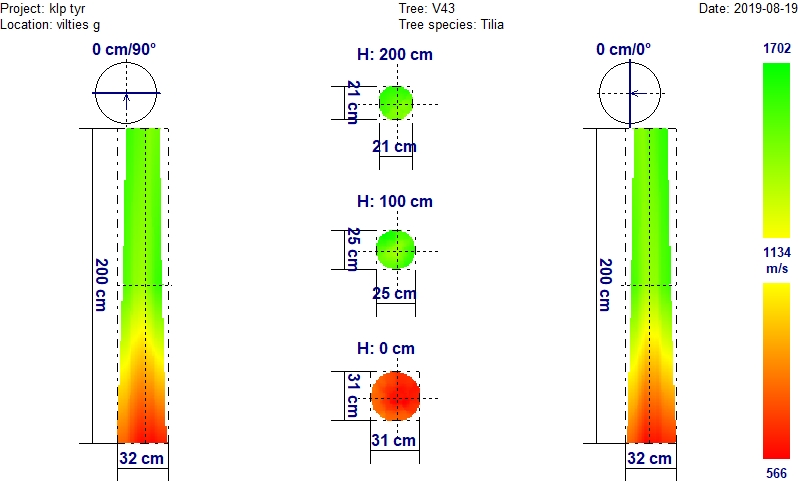 Project: klp tyr
Tree: V43
Date: 2019-08-19
Location: vilties g
Tree species: Tilia
0 cm/90°
H: 200 cm
0 cm/0°
1702
21 cm
21 cm
H: 100 cm
25 cm
25 cm
200 cm
200 cm
1134
m/s
H: 0 cm
31 cm
31 cm
32 cm
32 cm
566